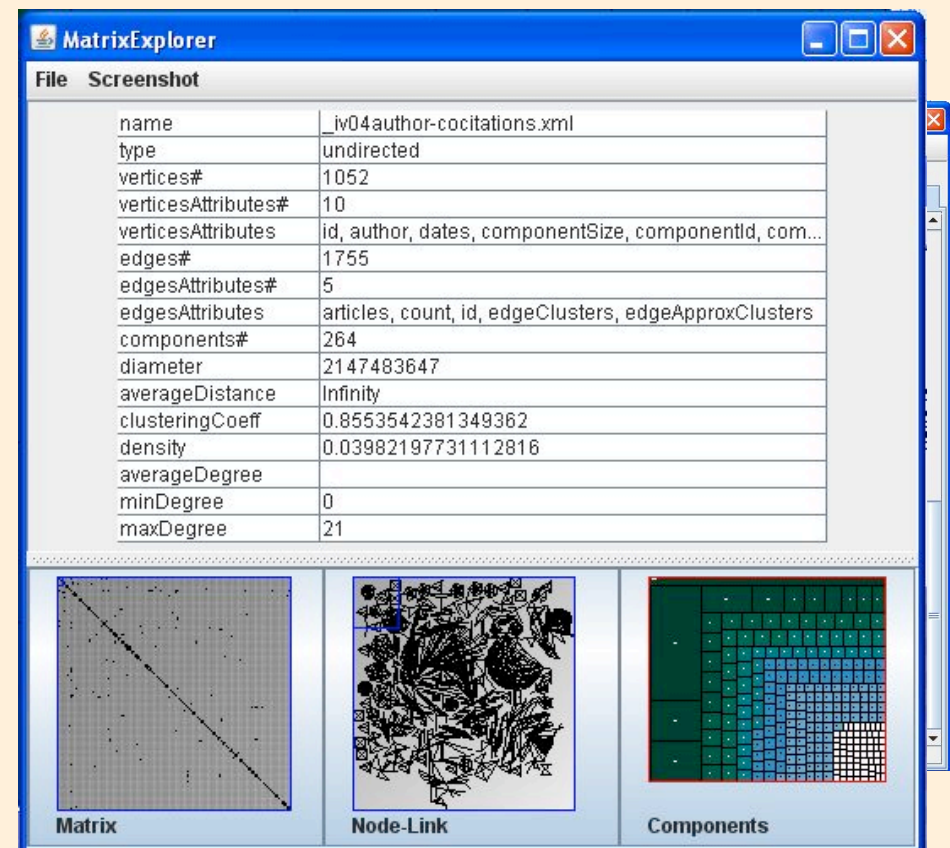 MatrixExplorer
File Screenshot
name _iv04author-cocitations.xml
type undirected
vertices# 1052
verticesAttributes# 10
verticesAttributes id, author, dates, componentSize, componentId, com...
edges# 1755
edgesAttributes# 5
edgesAttributes articles, count, id, edgeClusters, edgeApproxClusters
components# 264
diameter 2147483647
averageDistance Infinity
clusteringCoeff 0.8553542381349362
density 0.03982197731112816
averageDegree
minDegree 0
maxDegree 21
Matrix Node-Link Components